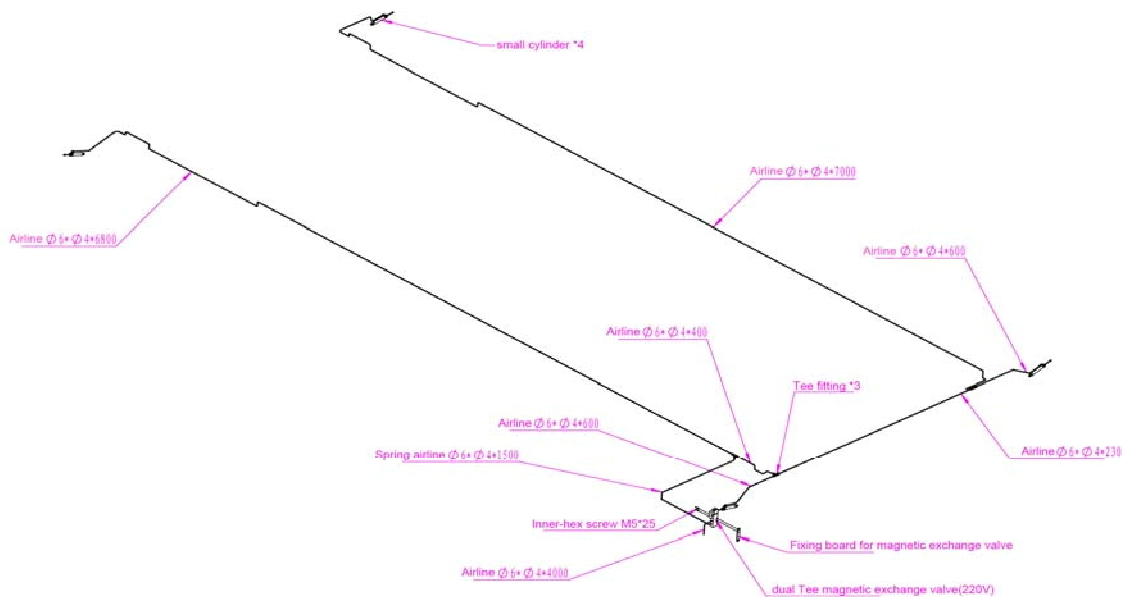 small cylinder *4
Airline Ø 6* Ø 4*7000
Airline Ø 6* Ø 4*6800
Airline Ø 6* Ø 4*600
Airline Ø 6* Ø 4*400
Tee fitting *3
Airline Ø 6* Ø 4*600
Spring airline Ø 6* Ø 4*1500
Airline Ø 6* Ø 4*230
Inner-hex screw M5*25
Fixing board for magnetic exchange valve
Airline Ø 6* Ø 4*4000
dual Tee magnetic exchange valve(220V)